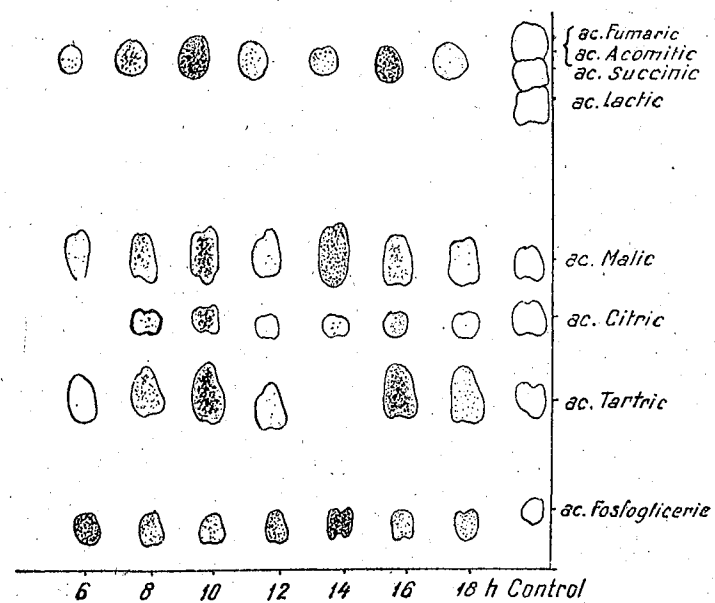 ac. Fumaric
ac. Acomitic
ac. Succinic
ac. Lactic
ac. Malic
ac. Citric
ac. Tartric
ac. Fosfoglicerie
6 8 10 12 14 16 18 h Control